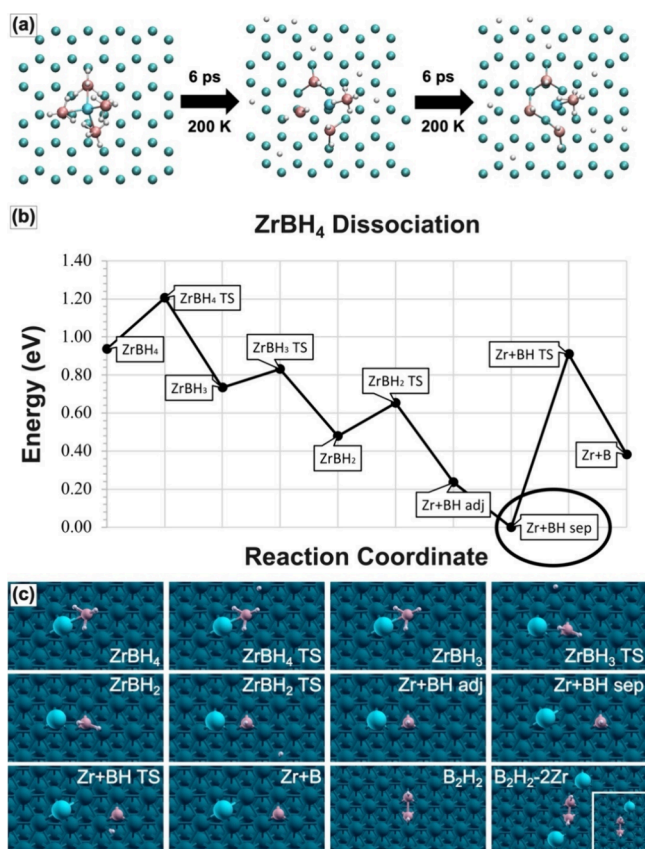 (a)
6 ps
200 K
6 ps
200 K
(b)
ZrBH₄ Dissociation
1.40
1.20
1.00
0.80
0.60
0.40
0.20
0.00
Energy (eV)
ZrBH₄
ZrBH₄ TS
ZrBH₃
ZrBH₃ TS
ZrBH₂
ZrBH₂ TS
Zr+BH adj
Zr+BH sep
Zr+BH TS
Zr+B
Reaction Coordinate
(c)
ZrBH₄
ZrBH₄ TS
ZrBH₃
ZrBH₃ TS
ZrBH₂
ZrBH₂ TS
Zr+BH adj
Zr+BH sep
Zr+BH TS
Zr+B
B₂H₂
B₂H₂-2Zr